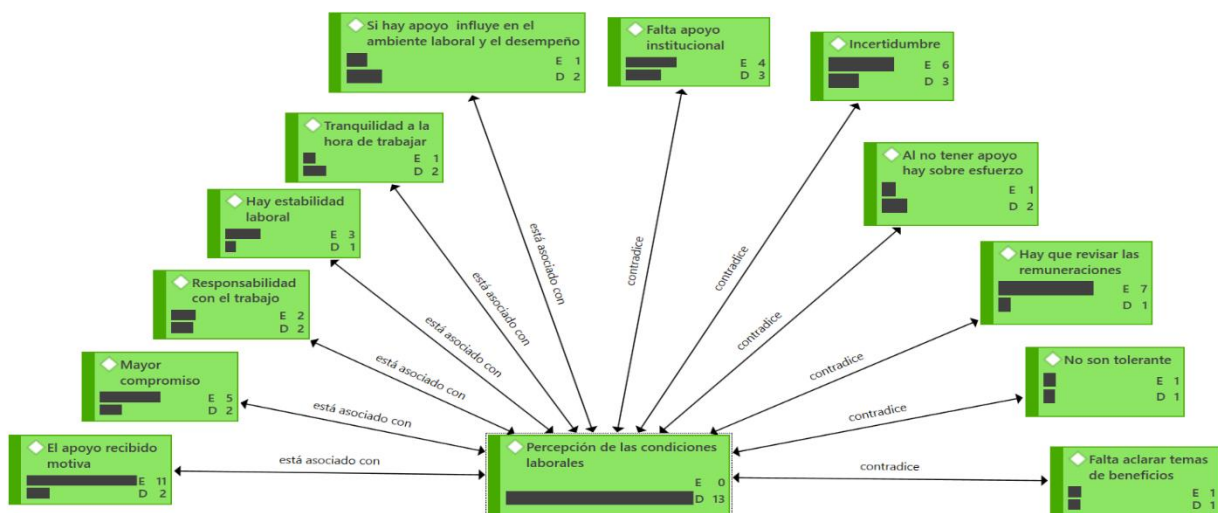 Si hay apoyo influye en el
ambiente laboral y el desempeño
E 1
D 2
Falta apoyo
institucional
E 4
D 3
Incertidumbre
E 6
D 3
Tranquilidad a la
hora de trabajar
E 1
D 2
Al no tener apoyo
hay sobre esfuerzo
E 1
D 2
Hay estabilidad
laboral
E 3
D 1
Hay que revisar las
remuneraciones
E 7
D 1
Responsabilidad
con el trabajo
E 2
D 2
No son tolerante
E 1
D 1
Mayor
compromiso
E 5
D 2
El apoyo recibido
motiva
E 11
D 2
Percepción de las condiciones
laborales
E 0
D 13
Falta aclarar temas
de beneficios
E 1
D 1
está asociado con
está asociado con
está asociado con
está asociado con
está asociado con
está asociado con
contradice
contradice
contradice
contradice
contradice
contradice